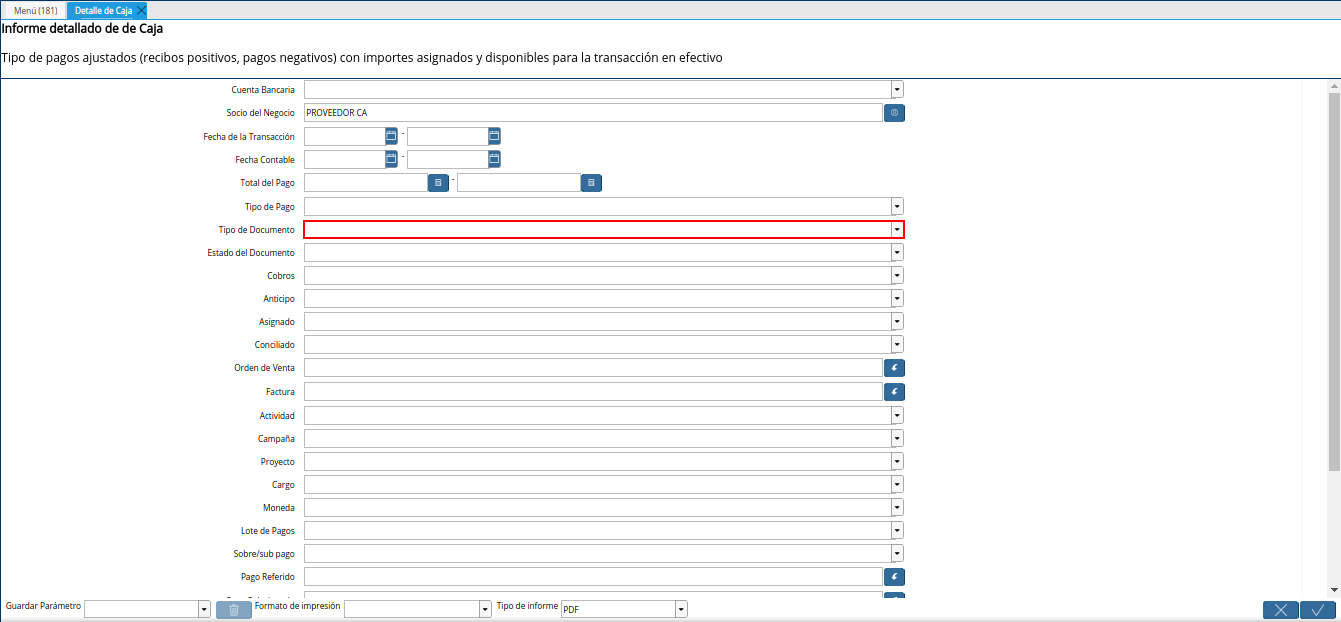 Menú (181) Detalle de Caja
Informe detallado de de Caja
Tipo de pagos ajustados (recibos positivos, pagos negativos) con importes asignados y disponibles para la transacción en efectivo
Cuenta Bancaria
Socio del Negocio PROVEEDOR CA
Fecha de la Transacción -
Fecha Contable -
Total del Pago -
Tipo de Pago
Tipo de Documento
Estado del Documento
Cobros
Anticipo
Asignado
Conciliado
Orden de Venta
Factura
Actividad
Campaña
Proyecto
Cargo
Moneda
Lote de Pagos
Sobre/sub pago
Pago Referido
Guardar Parámetro Formato de impresión Tipo de informe PDF